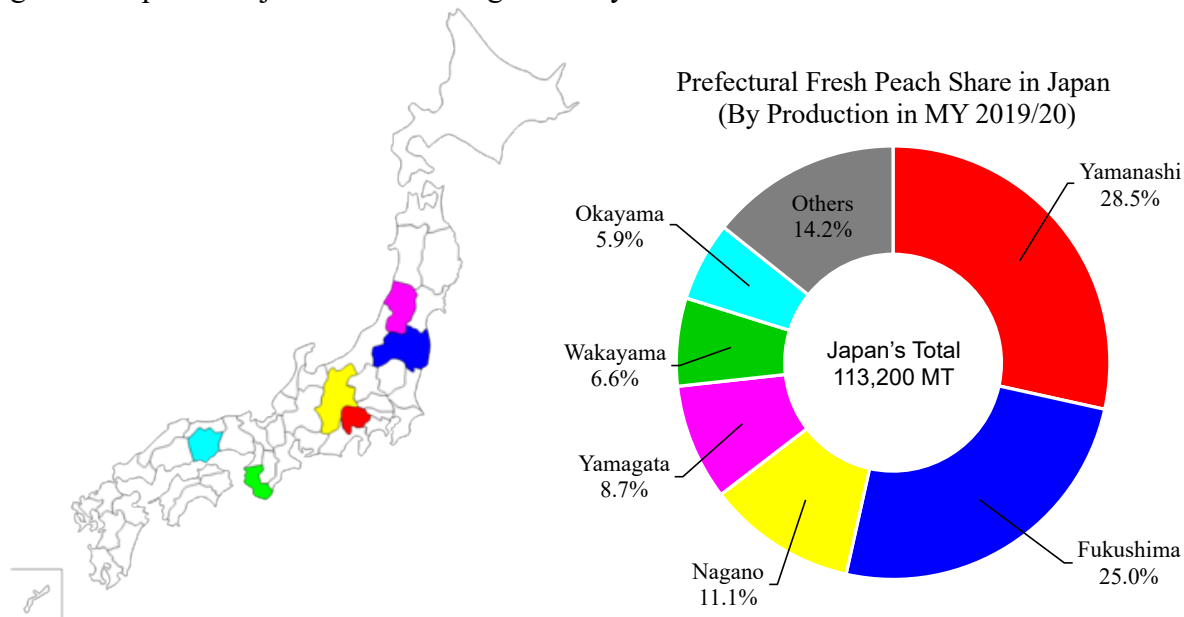 Prefectural Fresh Peach Share in Japan
(By Production in MY 2019/20)
Yamanashi
28.5%
Fukushima
25.0%
Nagano
11.1%
Yamagata
8.7%
Wakayama
6.6%
Okayama
5.9%
Others
14.2%
Japan's Total
113,200 MT